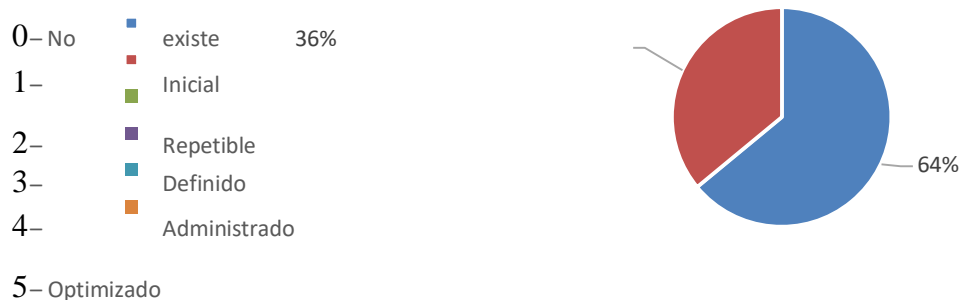 0– No existe 36%
1– Inicial
64%
2– Repetible
3– Definido
4– Administrado
5– Optimizado